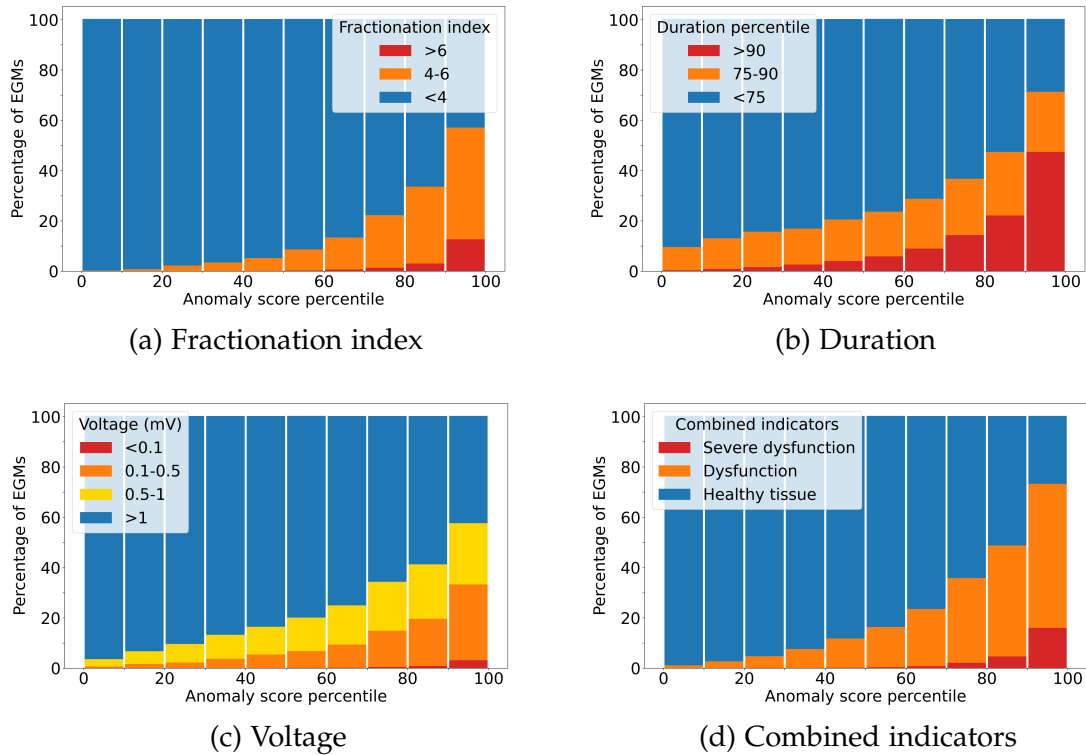 Fractionation index
>6
4-6
<4
100
80
60
40
20
0
Percentage of EGMs
0 20 40 60 80 100
Anomaly score percentile
(a) Fractionation index
Duration percentile
>90
75-90
<75
100
80
60
40
20
0
Percentage of EGMs
0 20 40 60 80 100
Anomaly score percentile
(b) Duration
Voltage (mV)
<0.1
0.1-0.5
0.5-1
>1
100
80
60
40
20
0
Percentage of EGMs
0 20 40 60 80 100
Anomaly score percentile
(c) Voltage
Combined indicators
Severe dysfunction
Dysfunction
Healthy tissue
100
80
60
40
20
0
Percentage of EGMs
0 20 40 60 80 100
Anomaly score percentile
(d) Combined indicators